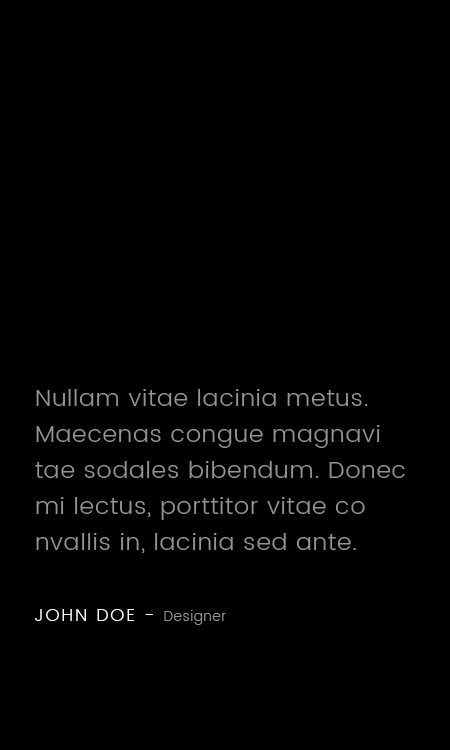 Nullam vitae lacinia metus.
Maecenas congue magnavi
tae sodales bibendum. Donec
mi lectus, porttitor vitae co
nvallis in, lacinia sed ante.
JOHN DOE - Designer